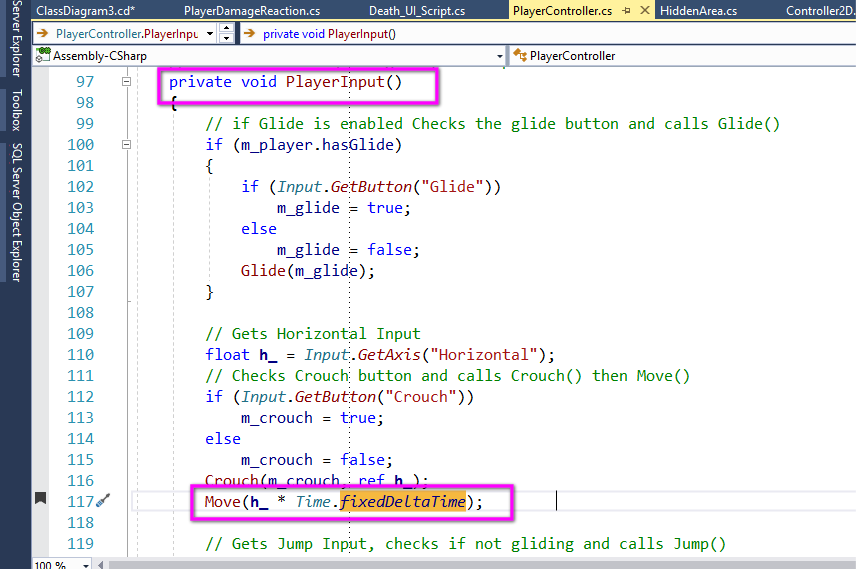 Server Explorer
Toolbox
SQL Server Object Explorer
ClassDiagram3.cd* PlayerDamageReaction.cs Death_UI_Script.cs PlayerController.cs HiddenArea.cs Controller2D.
PlayerController.PlayerInpu private void PlayerInput()
Assembly-CSharp PlayerController
97 private void PlayerInput()
98 {
99 // if Glide is enabled Checks the glide button and calls Glide()
100 if (m_player.hasGlide)
101 {
102 if (Input.GetButton("Glide"))
103 m_glide = true;
104 else
105 m_glide = false;
106 Glide(m_glide);
107 }
108
109 // Gets Horizontal Input
110 float h_ = Input.GetAxis("Horizontal");
111 // Checks Crouch button and calls Crouch() then Move()
112 if (Input.GetButton("Crouch"))
113 m_crouch = true;
114 else
115 m_crouch = false;
116 Crouch(m_crouch, ref h_);
117 Move(h_ * Time.fixedDeltaTime);
118
119 // Gets Jump Input, checks if not gliding and calls Jump()
100 %